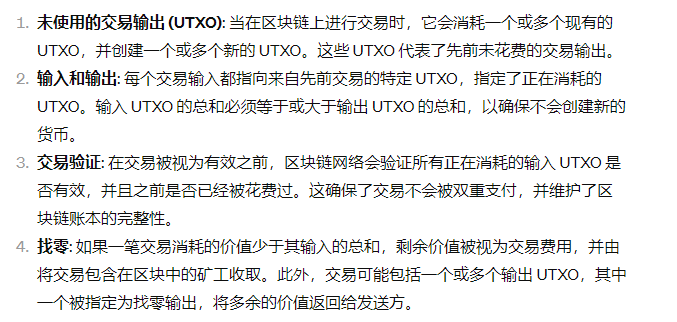 1. 未使用的交易输出 (UTXO): 当在区块链上进行交易时，它会消耗一个或多个现有的
UTXO，并创建一个或多个新的 UTXO。这些 UTXO 代表了先前未花费的交易输出。
2. 输入和输出: 每个交易输入都指向来自先前交易的特定 UTXO，指定了正在消耗的
UTXO。输入 UTXO 的总和必须等于或大于输出 UTXO 的总和，以确保不会创建新的
货币。
3. 交易验证: 在交易被视为有效之前，区块链网络会验证所有正在消耗的输入 UTXO 是
否有效，并且之前是否已经被花费过。这确保了交易不会被双重支付，并维护了区
块链账本的完整性。
4. 找零: 如果一笔交易消耗的价值少于其输入的总和，剩余价值被视为交易费用，并由
将交易包含在区块中的矿工收取。此外，交易可能包括一个或多个输出 UTXO，其中
一个被指定为找零输出，将多余的价值返回给发送方。